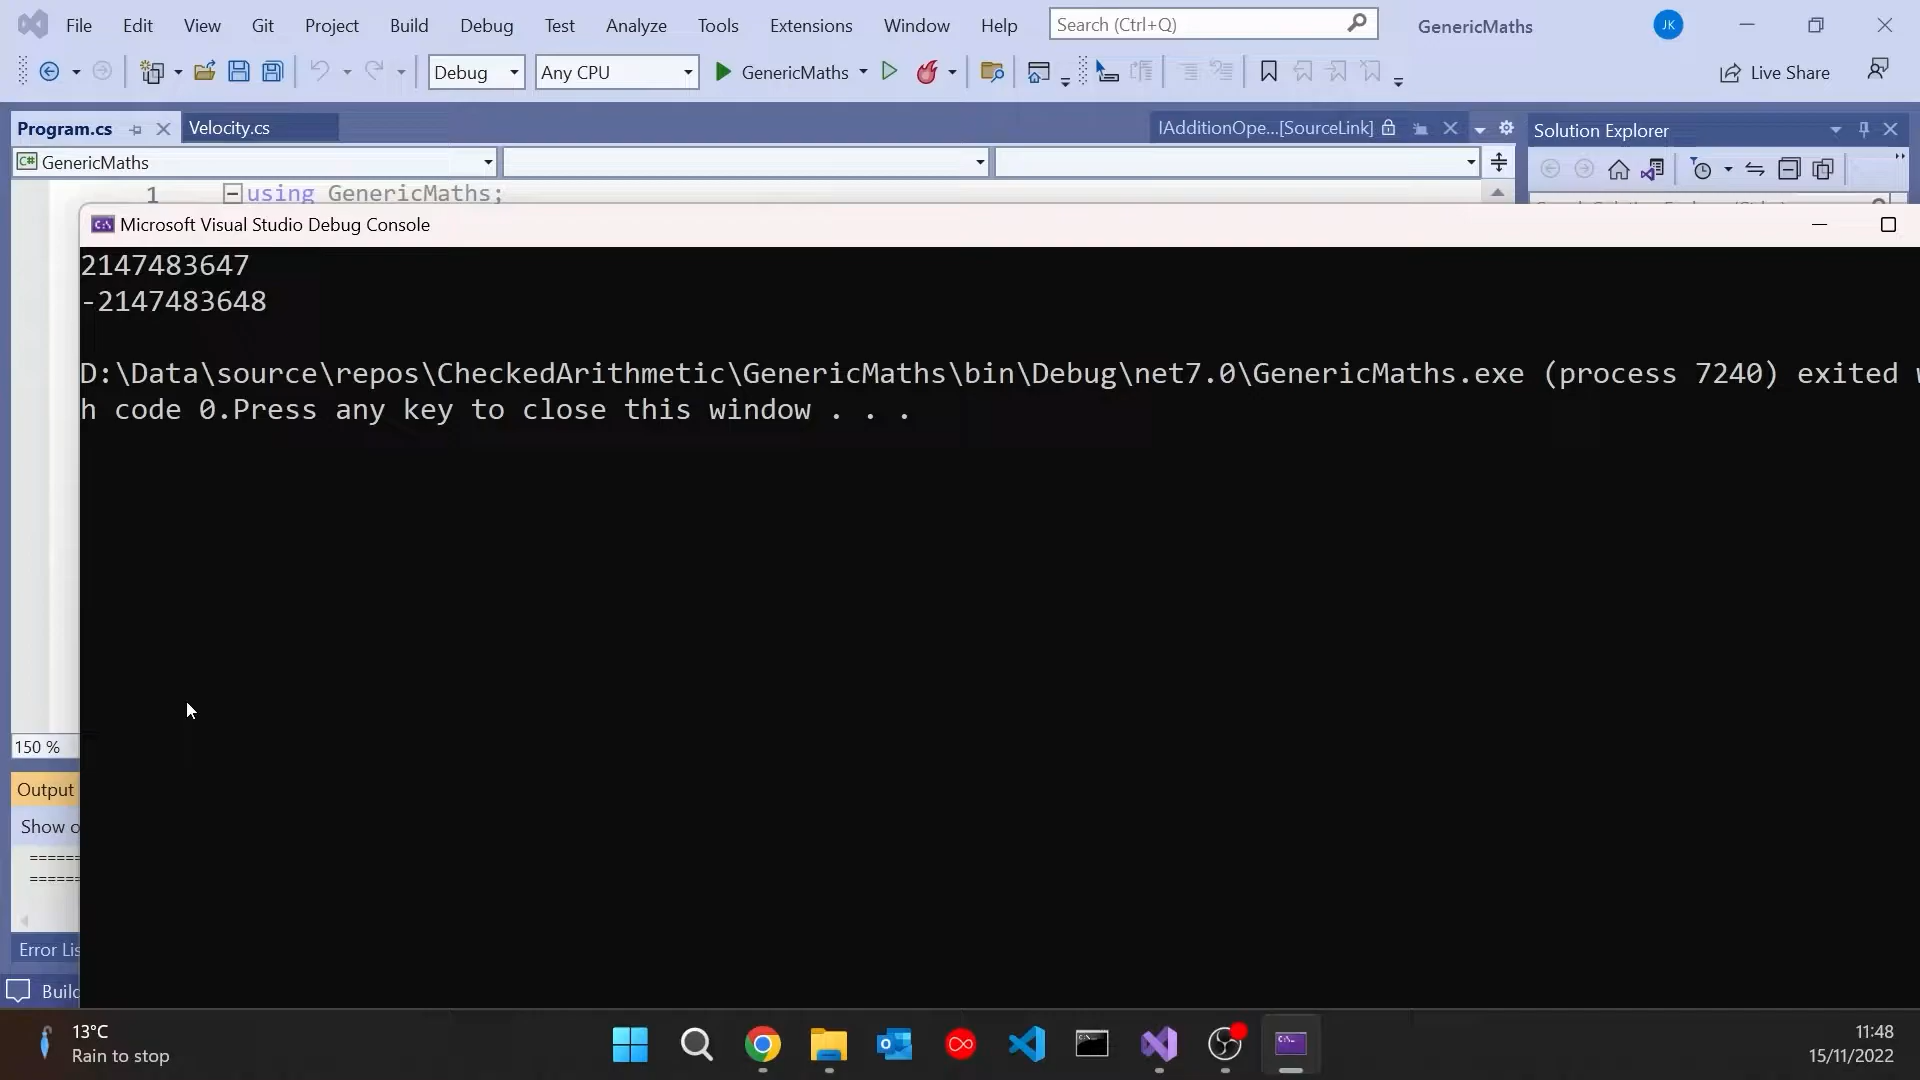 File Edit View Git Project Build Debug Test Analyze Tools Extensions Window Help Search (Ctrl+Q) GenericMaths JK
Debug Any CPU GenericMaths Live Share
Program.cs Velocity.cs IAdditionOpe...[SourceLink] Solution Explorer
C# GenericMaths
1 using GenericMaths;
Microsoft Visual Studio Debug Console
2147483647
-2147483648
D:\Data\source\repos\CheckedArithmetic\GenericMaths\bin\Debug\net7.0\GenericMaths.exe (process 7240) exited
h code 0.Press any key to close this window . . .
150 %
Output
Show o
======
======
Error Lis
Build
13°C
Rain to stop
11:48
15/11/2022